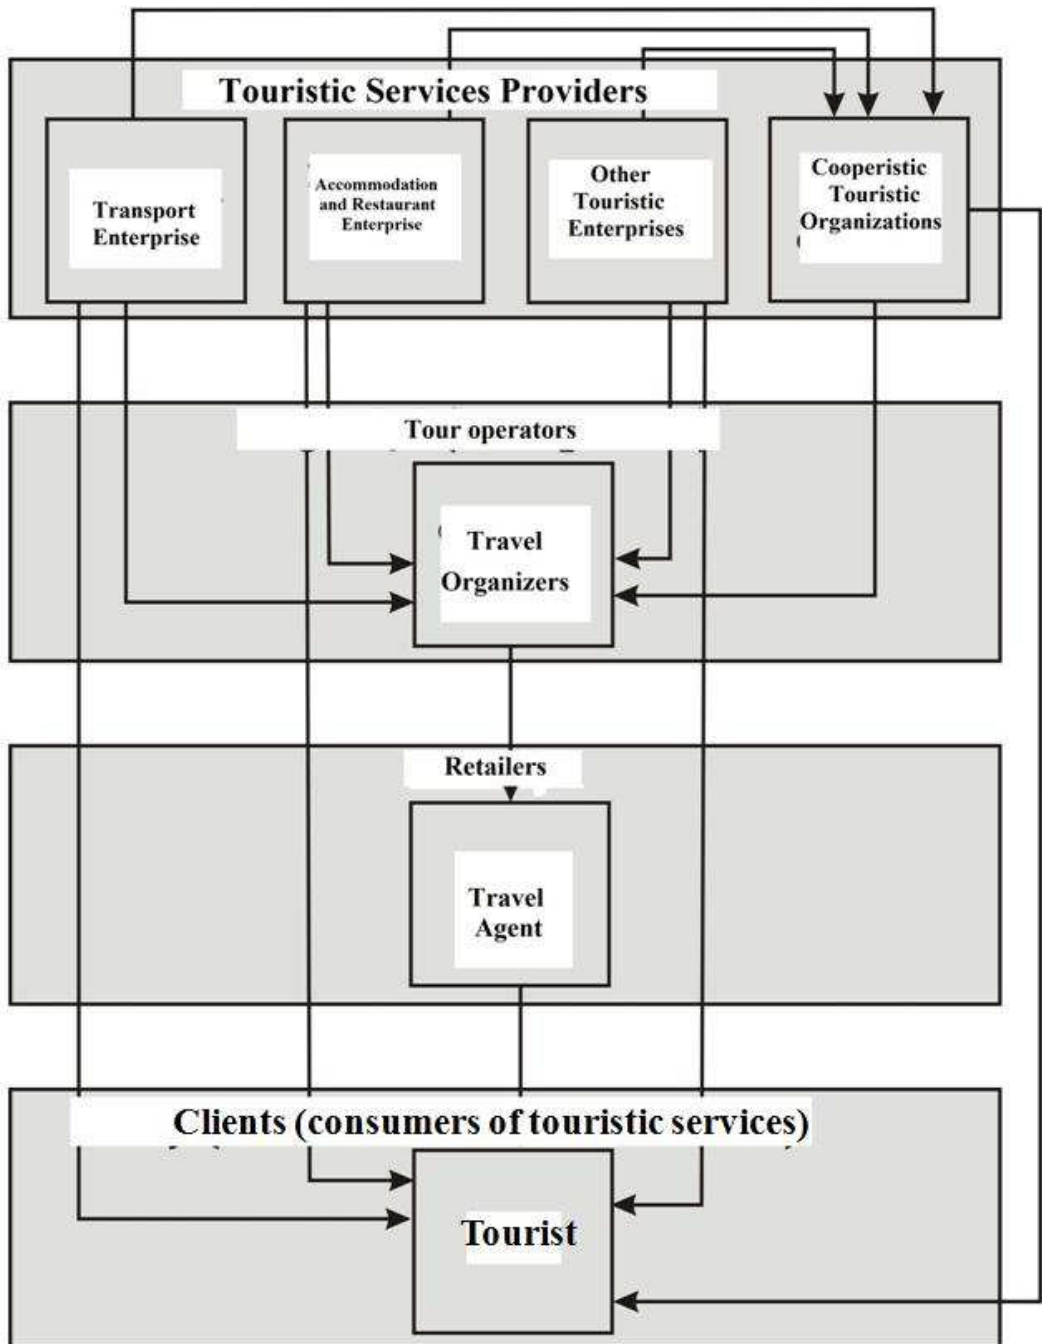 Touristic Services Providers
Transport
Enterprise
Accommodation
and Restaurant
Enterprise
Other
Touristic
Enterprises
Cooperistic
Touristic
Organizations
Tour operators
Travel
Organizers
Retailers
Travel
Agent
Clients (consumers of touristic services)
Tourist